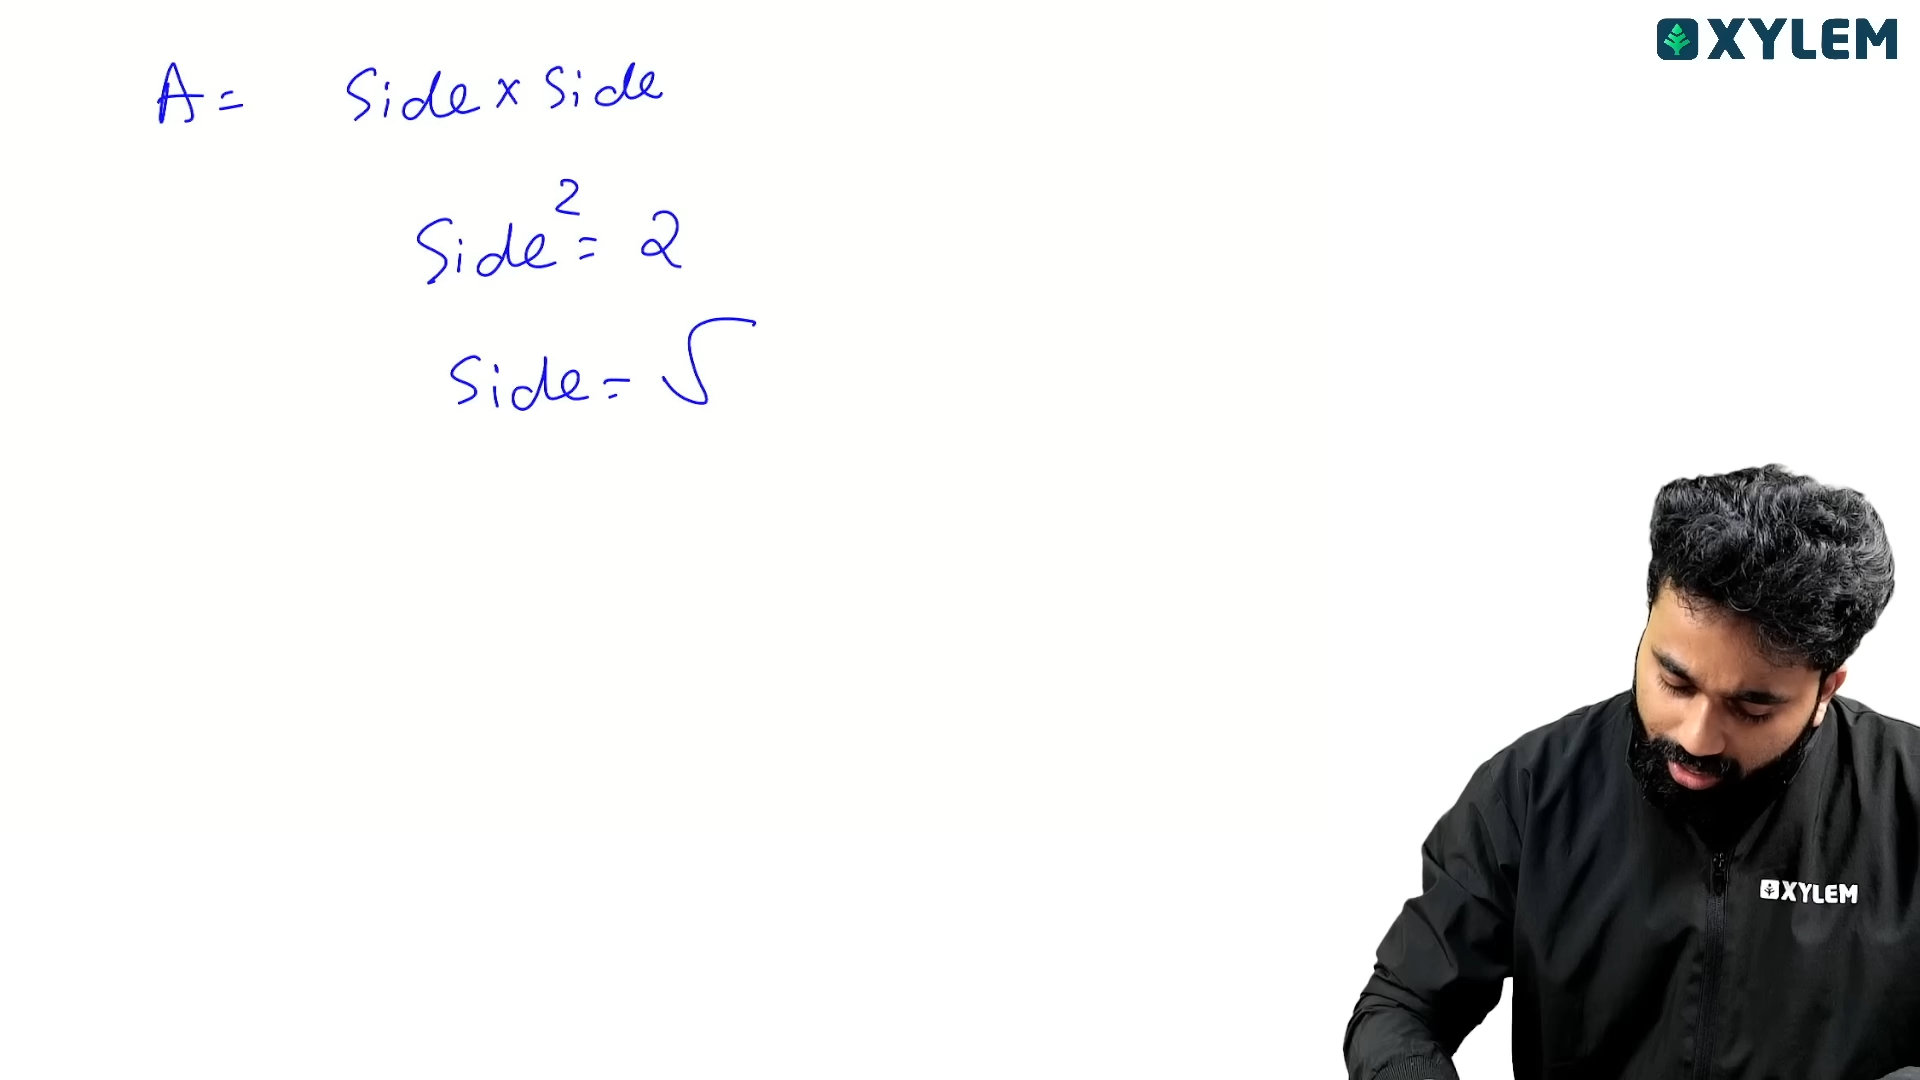 XYLEM
A = Side × Side
Side² = 2
Side = √
XYLEM